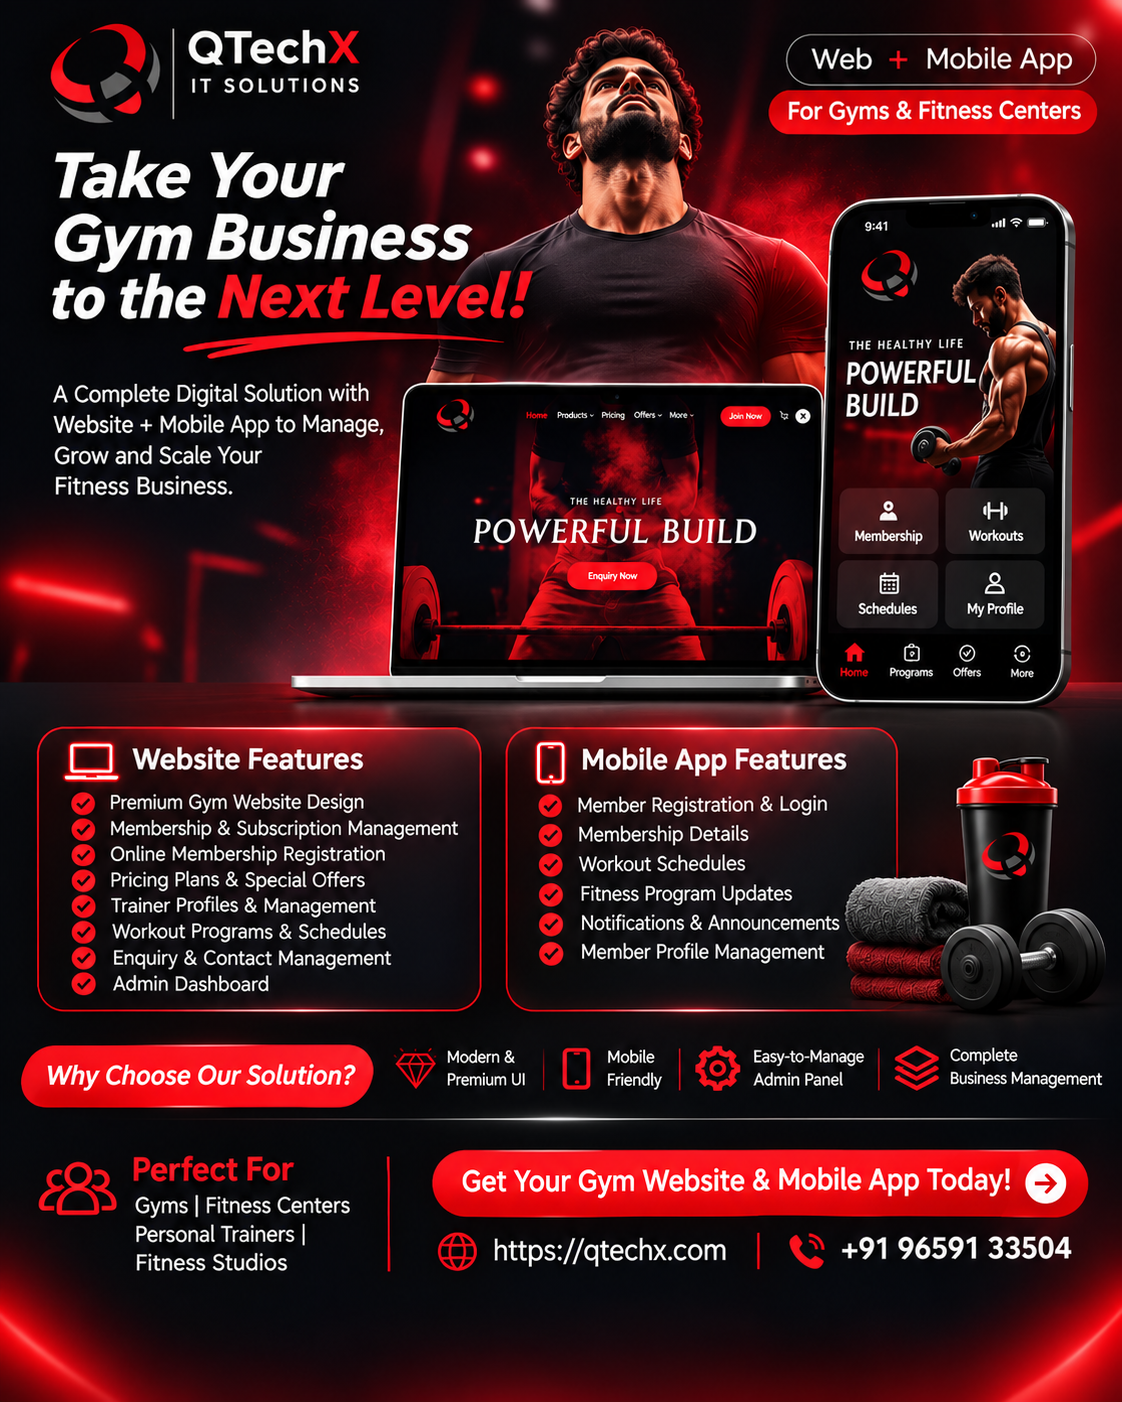 QTechX
IT SOLUTIONS
Web + Mobile App
For Gyms & Fitness Centers
Take Your
Gym Business
to the Next Level!
A Complete Digital Solution with
Website + Mobile App to Manage,
Grow and Scale Your
Fitness Business.
Home Products Pricing Offers More Join Now X
THE HEALTHY LIFE
POWERFUL BUILD
Enquiry Now
9:41
THE HEALTHY LIFE
POWERFUL
BUILD
Membership
Workouts
Schedules
My Profile
Home Programs Offers More
Website Features
Premium Gym Website Design
Membership & Subscription Management
Online Membership Registration
Pricing Plans & Special Offers
Trainer Profiles & Management
Workout Programs & Schedules
Enquiry & Contact Management
Admin Dashboard
Mobile App Features
Member Registration & Login
Membership Details
Workout Schedules
Fitness Program Updates
Notifications & Announcements
Member Profile Management
Why Choose Our Solution?
Modern &
Premium UI
Mobile
Friendly
Easy-to-Manage
Admin Panel
Complete
Business Management
Perfect For
Gyms | Fitness Centers
Personal Trainers |
Fitness Studios
Get Your Gym Website & Mobile App Today!
https://qtechx.com
+91 96591 33504